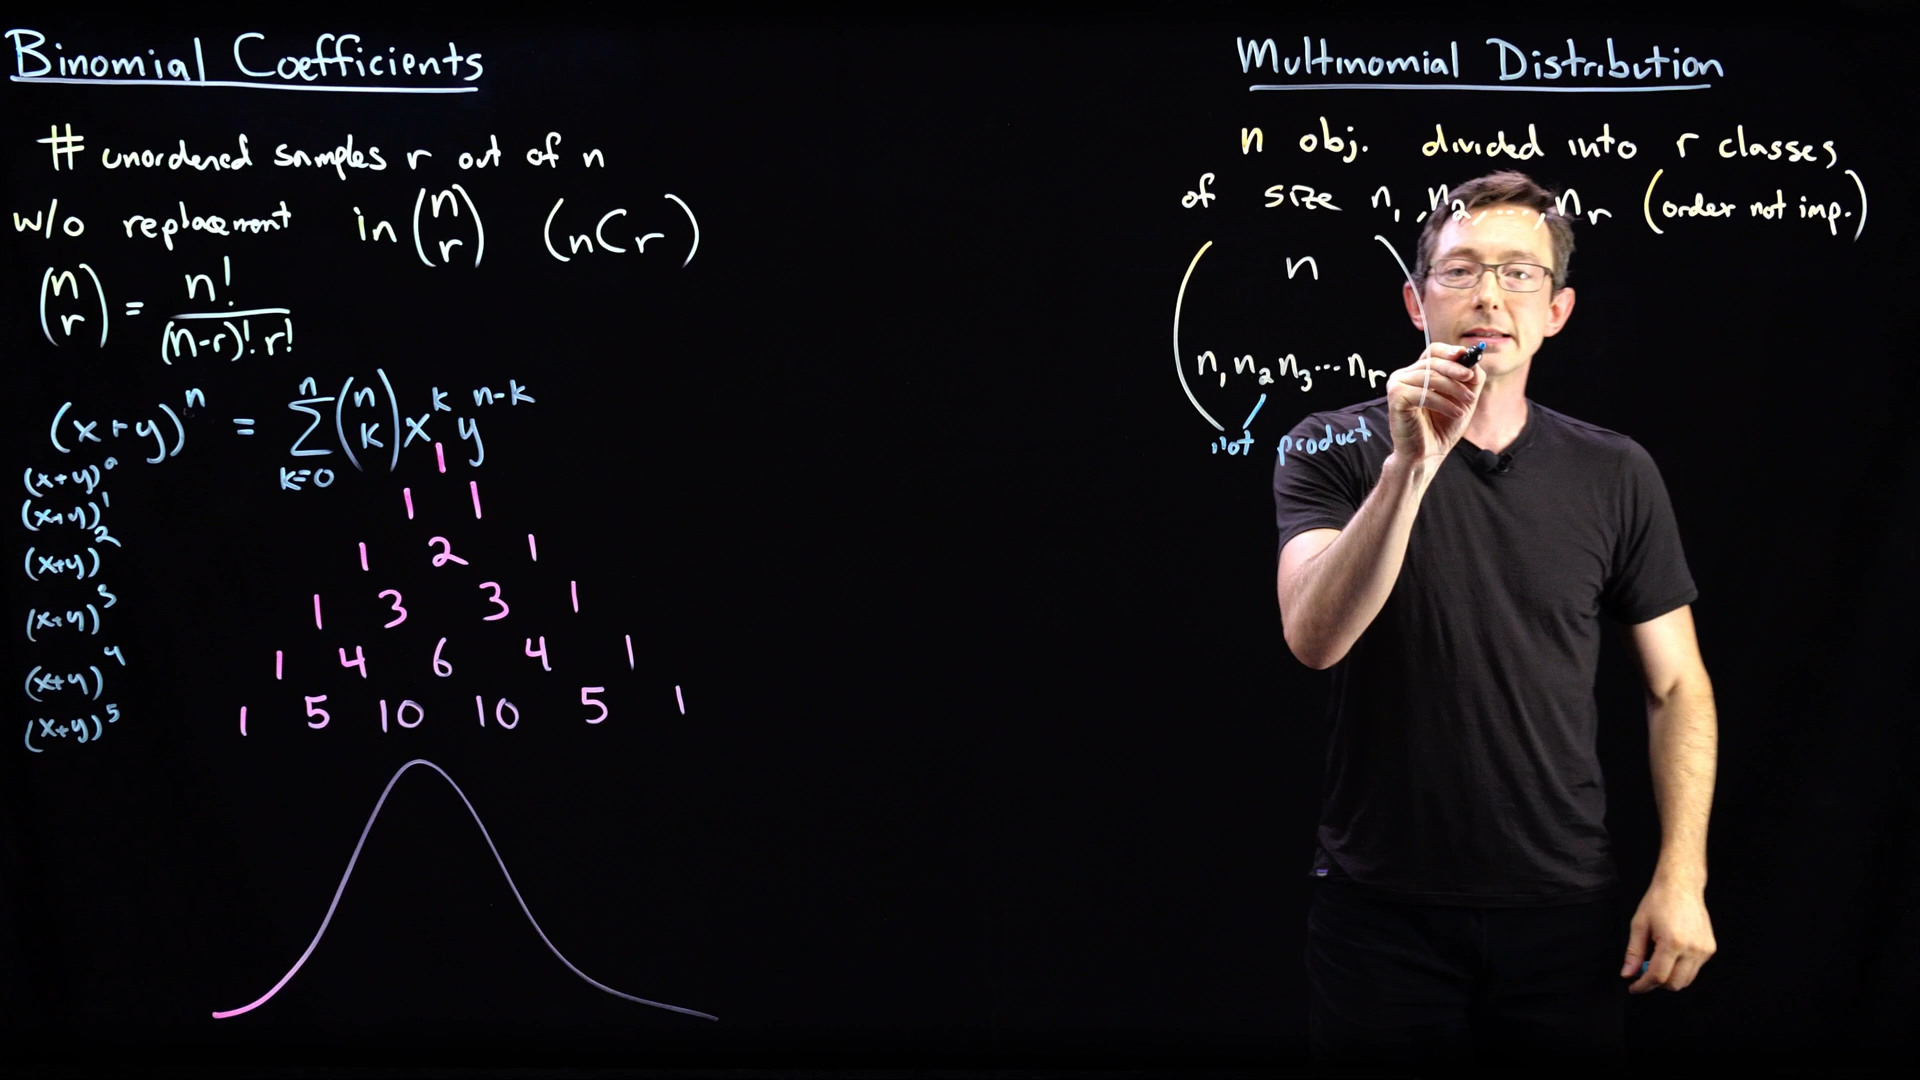 Binomial Coefficients
# unordered samples r out of n
w/o replacement in (n r) (nCr)
(n r) = n! / (n-r)!·r!
(x+y)^n = Σ_{k=0}^{n} (n k) x^k y^{n-k}
(x+y)^0
(x+y)^1
(x+y)^2
(x+y)^3
(x+y)^4
(x+y)^5
1
1 1
1 2 1
1 3 3 1
1 4 6 4 1
1 5 10 10 5 1
Multinomial Distribution
n obj. divided into r classes
of size n₁, n₂, ..., nᵣ (order not imp.)
(n
n₁ n₂ n₃ ... nᵣ)
not product